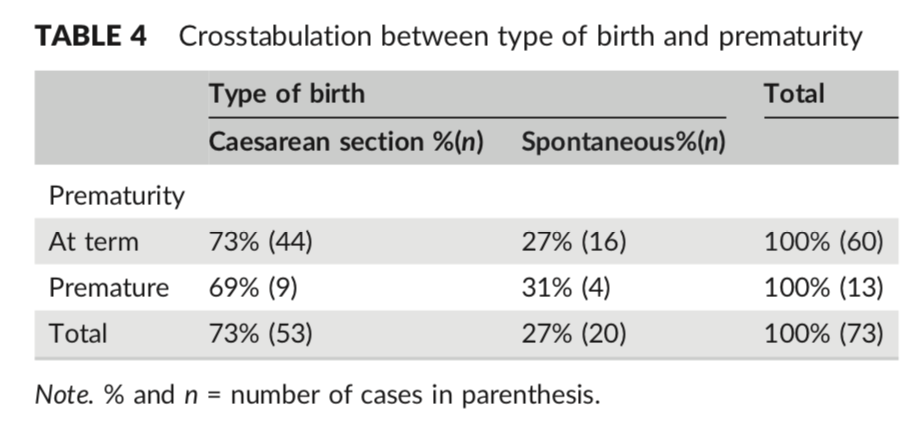 TABLE 4 Crosstabulation between type of birth and prematurity
Type of birth Total
Caesarean section %(n) Spontaneous%(n)
Prematurity
At term 73% (44) 27% (16) 100% (60)
Premature 69% (9) 31% (4) 100% (13)
Total 73% (53) 27% (20) 100% (73)
Note. % and n = number of cases in parenthesis.